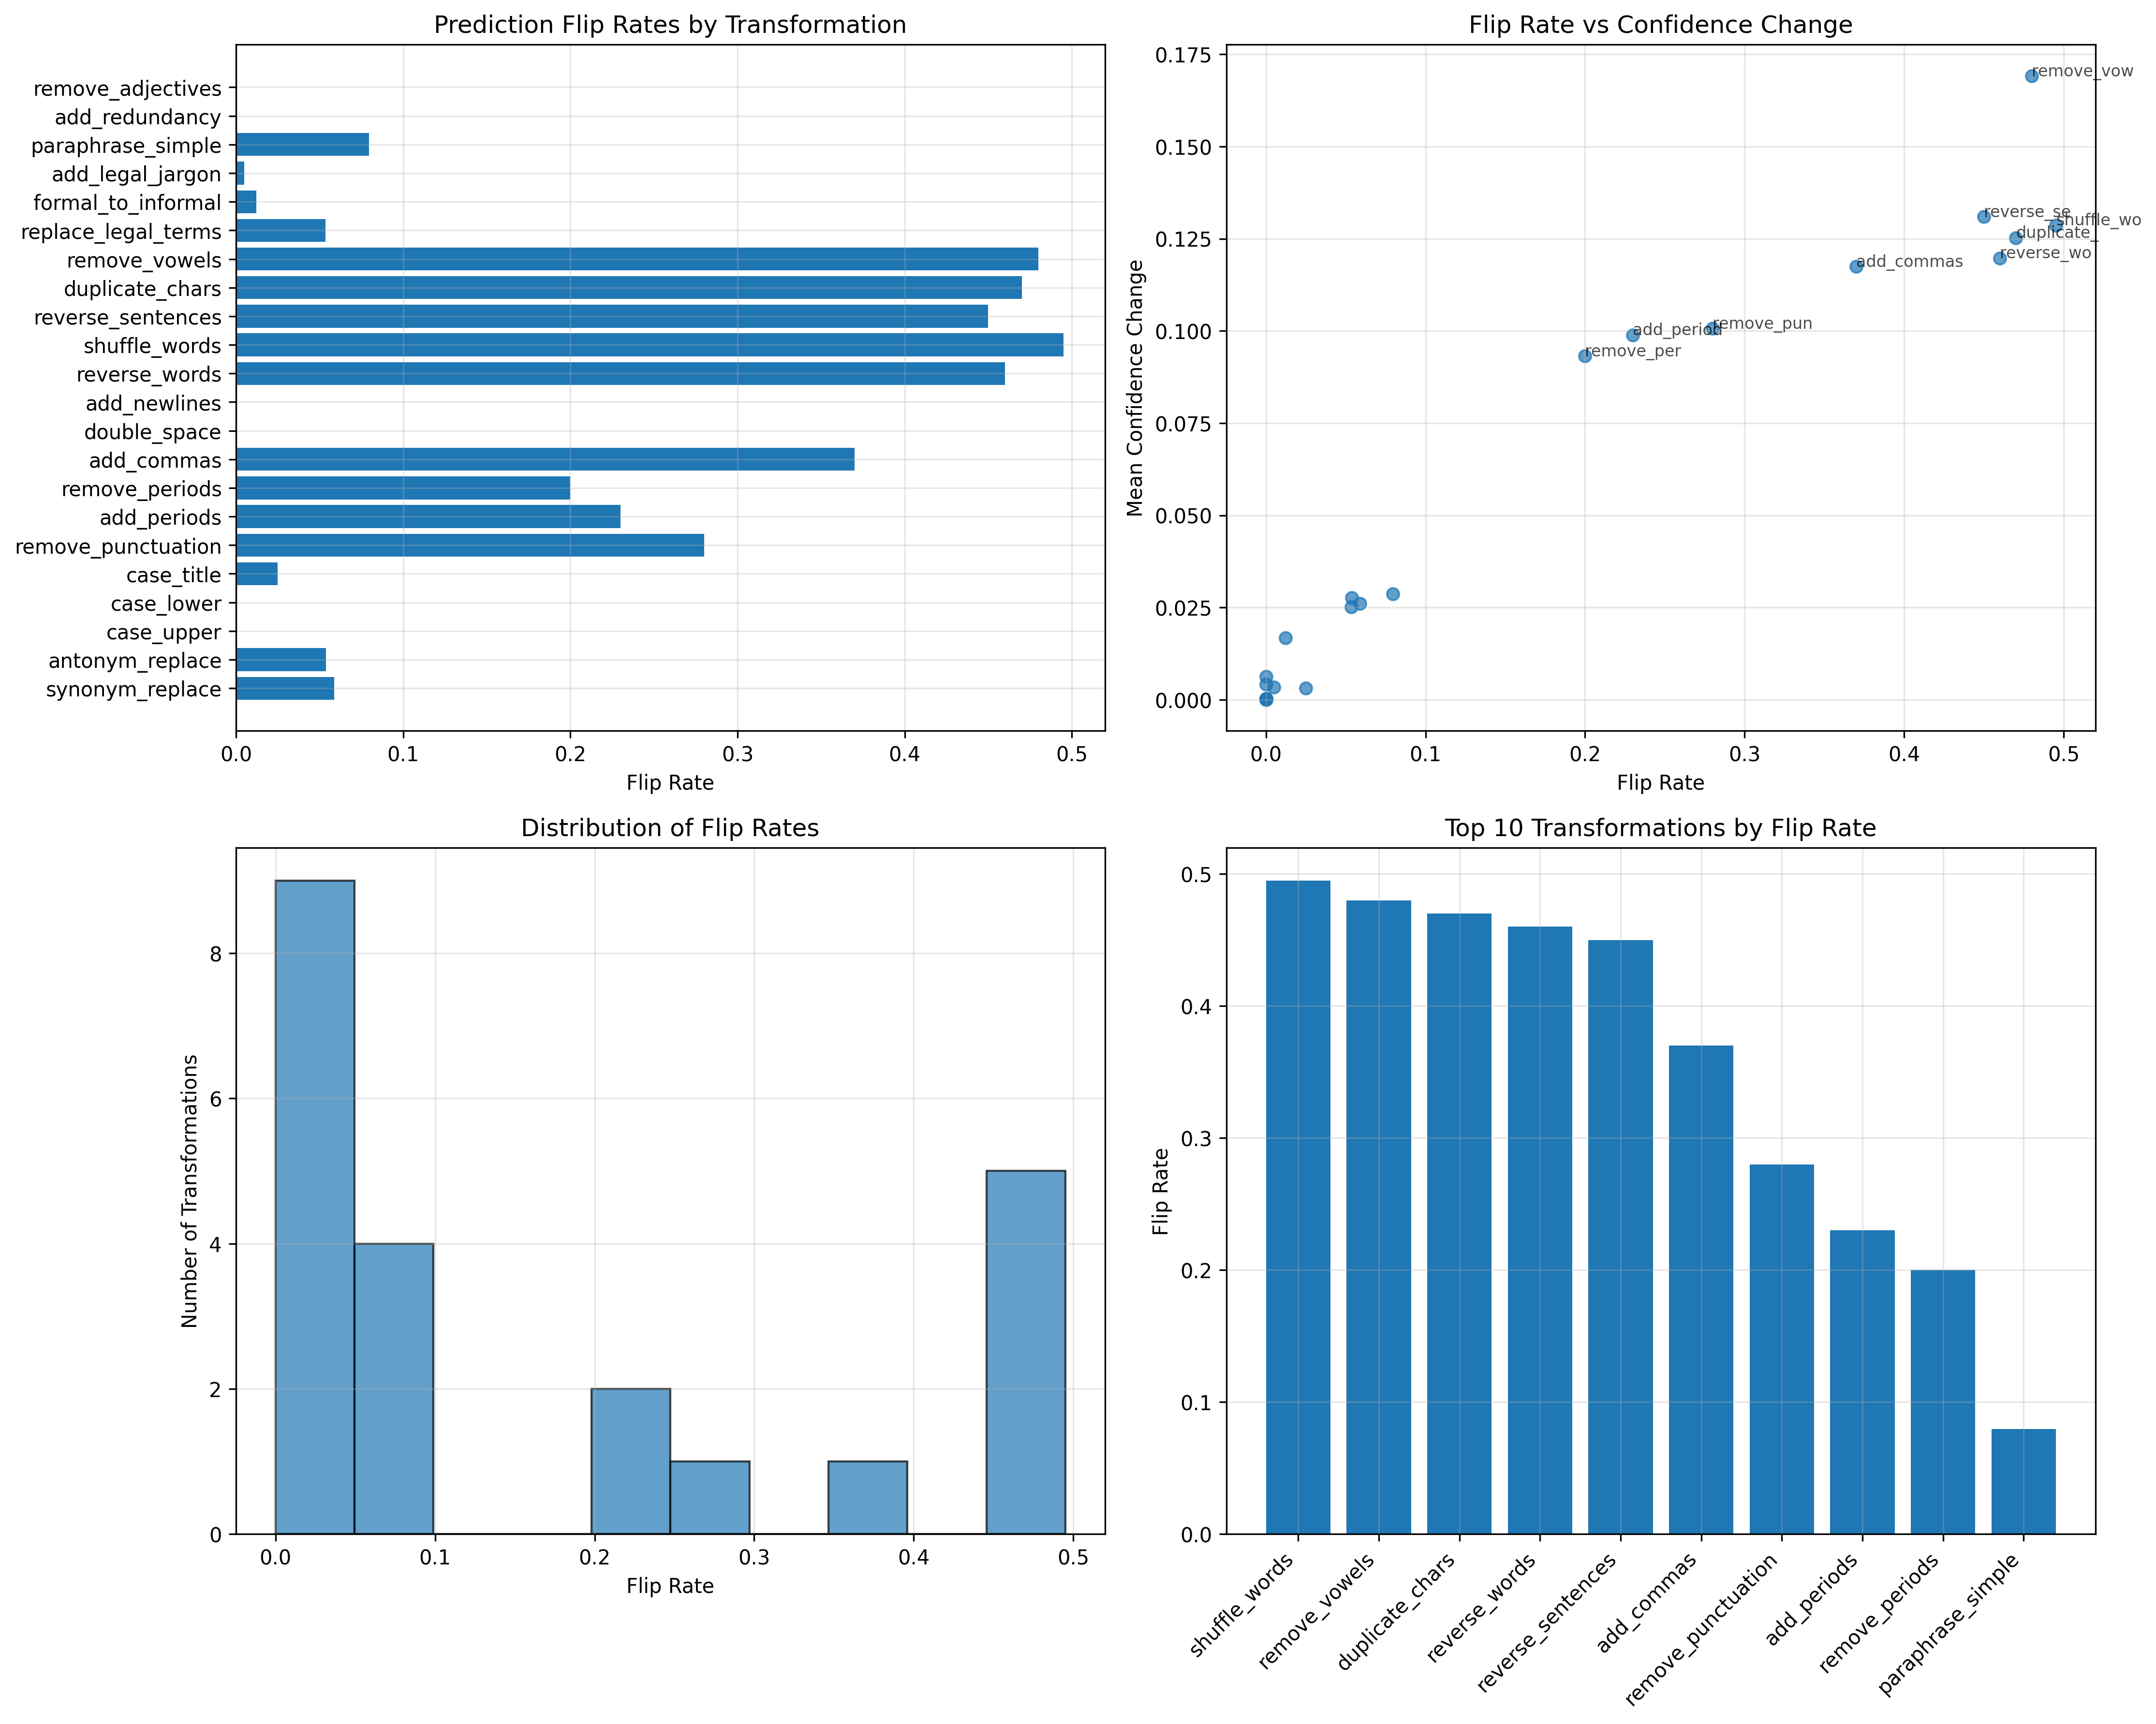 Prediction Flip Rates by Transformation
remove_adjectives
add_redundancy
paraphrase_simple
add_legal_jargon
formal_to_informal
replace_legal_terms
remove_vowels
duplicate_chars
reverse_sentences
shuffle_words
reverse_words
add_newlines
double_space
add_commas
remove_periods
add_periods
remove_punctuation
case_title
case_lower
case_upper
antonym_replace
synonym_replace
0.0 0.1 0.2 0.3 0.4 0.5
Flip Rate
Flip Rate vs Confidence Change
Mean Confidence Change
0.175
0.150
0.125
0.100
0.075
0.050
0.025
0.000
remove_vow
reverse_se
shuffle_wo
duplicate_
reverse_wo
add_commas
remove_pun
add_period
remove_per
0.0 0.1 0.2 0.3 0.4 0.5
Flip Rate
Distribution of Flip Rates
Number of Transformations
8
6
4
2
0
0.0 0.1 0.2 0.3 0.4 0.5
Flip Rate
Top 10 Transformations by Flip Rate
Flip Rate
0.5
0.4
0.3
0.2
0.1
0.0
shuffle_words
remove_vowels
duplicate_chars
reverse_words
reverse_sentences
add_commas
remove_punctuation
add_periods
remove_periods
paraphrase_simple